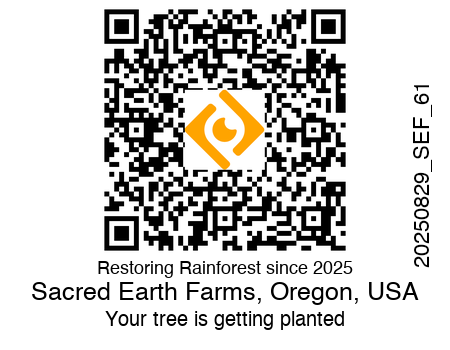 Restoring Rainforest since 2025
Sacred Earth Farms, Oregon, USA
Your tree is getting planted
20250829_SEF_61